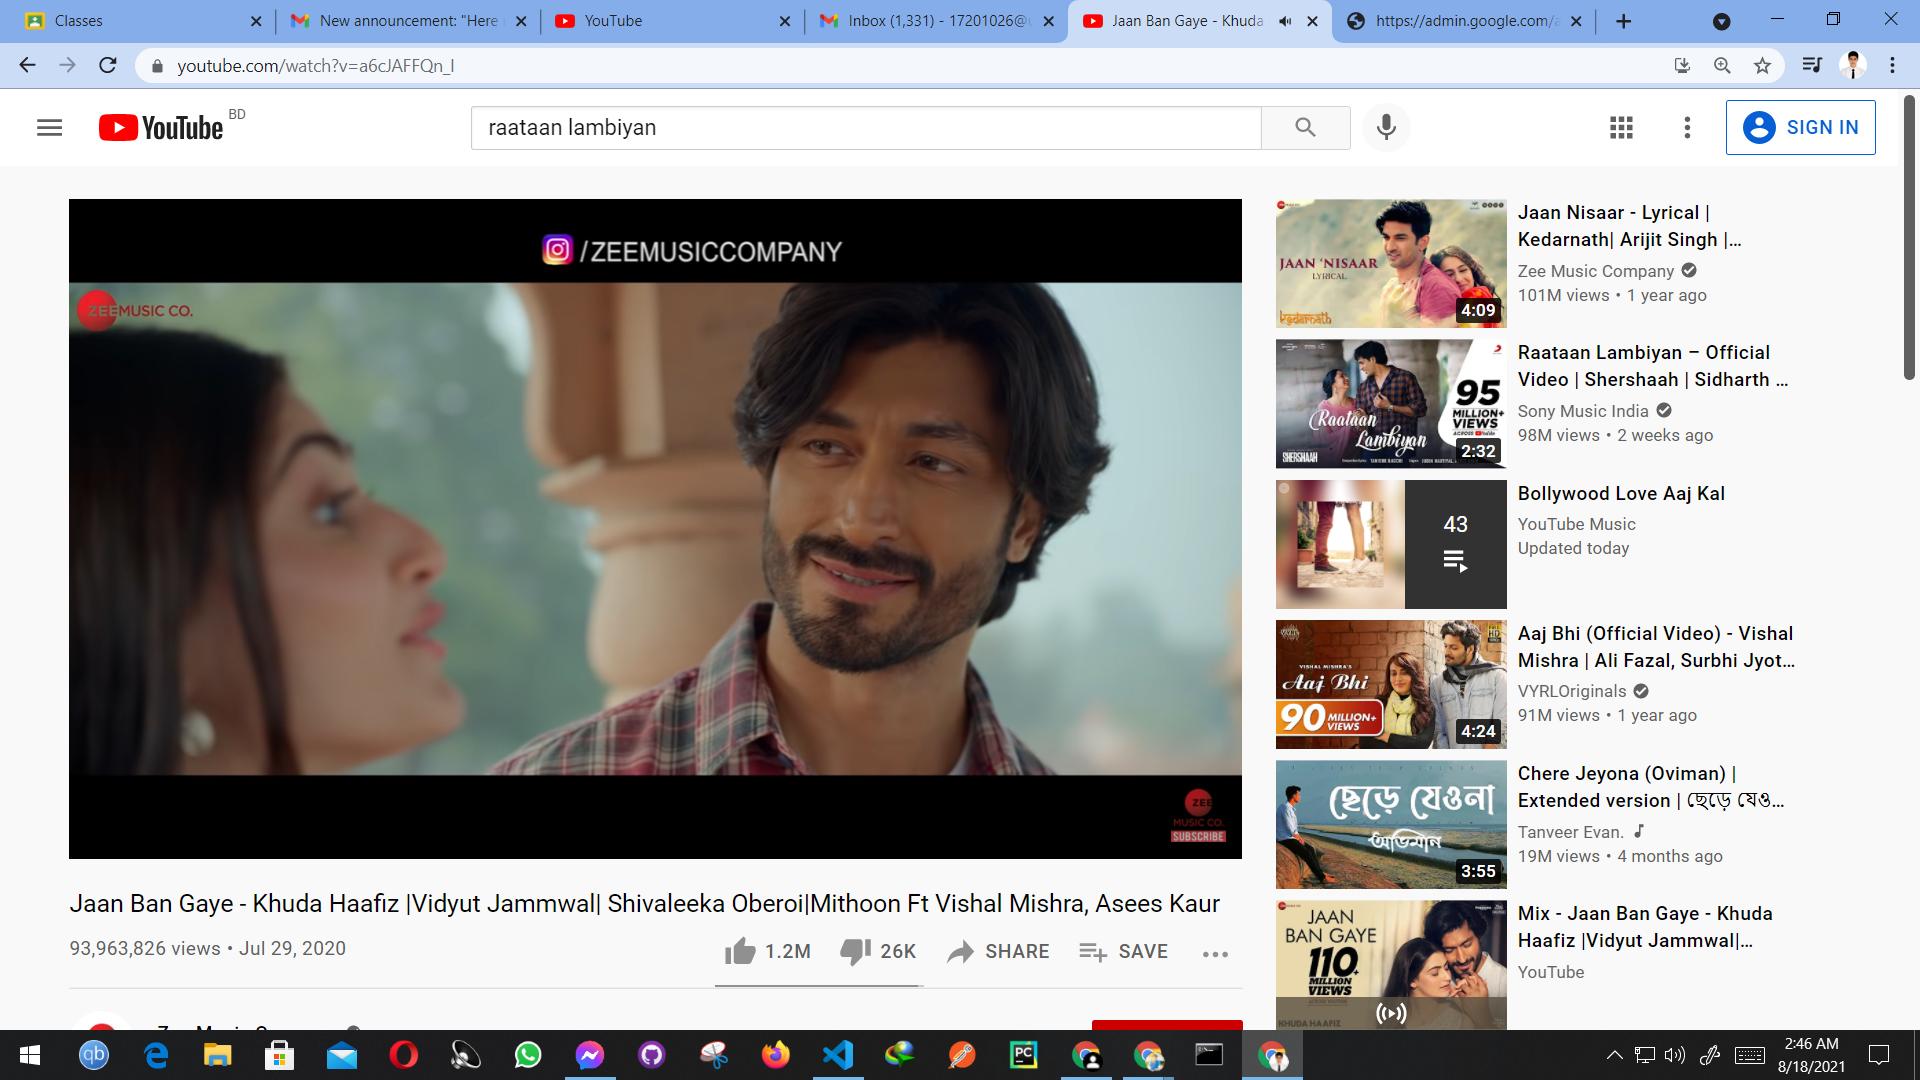 Classes
New announcement: "Here
YouTube
Inbox (1,331) - 17201026@
Jaan Ban Gaye - Khuda
https://admin.google.com/
youtube.com/watch?v=a6cJAFFQn_I
YouTube BD
raataan lambiyan
SIGN IN
/ZEEMUSICCOMPANY
ZEEMUSIC CO.
ZEE
MUSIC CO.
SUBSCRIBE
Jaan Ban Gaye - Khuda Haafiz |Vidyut Jammwal| Shivaleeka Oberoi|Mithoon Ft Vishal Mishra, Asees Kaur
93,963,826 views • Jul 29, 2020
1.2M 26K SHARE SAVE
JAAN 'NISAAR
LYRICAL
kedarnath
4:09
Jaan Nisaar - Lyrical |
Kedarnath| Arijit Singh |...
Zee Music Company
101M views • 1 year ago
Raataan
Lambiyan
SHERSHAAH
95
MILLION+
VIEWS
2:32
Raataan Lambiyan – Official
Video | Shershaah | Sidharth ...
Sony Music India
98M views • 2 weeks ago
43
Bollywood Love Aaj Kal
YouTube Music
Updated today
VISHAL MISHRA'S
Aaj Bhi
90 MILLION+
VIEWS
HD
4:24
Aaj Bhi (Official Video) - Vishal
Mishra | Ali Fazal, Surbhi Jyot...
VYRLOriginals
91M views • 1 year ago
ছেড়ে যেওনা
অভিমান
3:55
Chere Jeyona (Oviman) |
Extended version | ছেড়ে যেও...
Tanveer Evan.
19M views • 4 months ago
JAAN
BAN GAYE
110+
MILLION
VIEWS
KHUDA HAAFIZ
Mix - Jaan Ban Gaye - Khuda
Haafiz |Vidyut Jammwal|...
YouTube
qb
PC
2:46 AM
8/18/2021